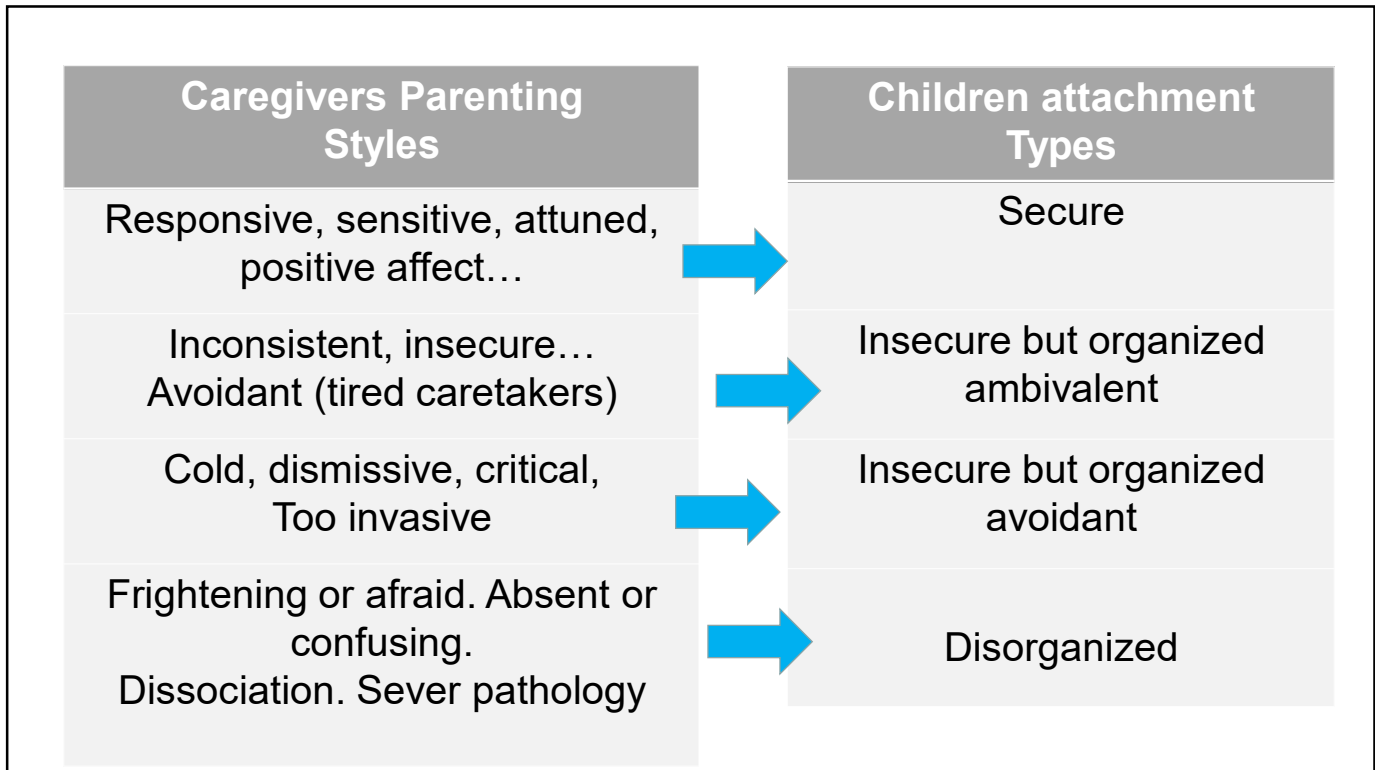 Caregivers Parenting
Styles
Children attachment
Types
Responsive, sensitive, attuned,
positive affect…
Secure
Inconsistent, insecure…
Avoidant (tired caretakers)
Insecure but organized
ambivalent
Cold, dismissive, critical,
Too invasive
Insecure but organized
avoidant
Frightening or afraid. Absent or
confusing.
Dissociation. Sever pathology
Disorganized